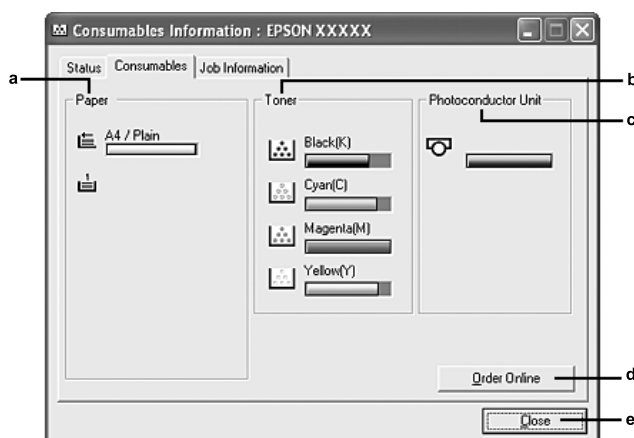 Consumables Information : EPSON XXXXX
Status Consumables Job Information
a
b
Paper
Toner
Photoconductor Unit
c
A4 / Plain
Black(K)
1
Cyan(C)
Magenta(M)
Yellow(Y)
Order Online
d
Close
e